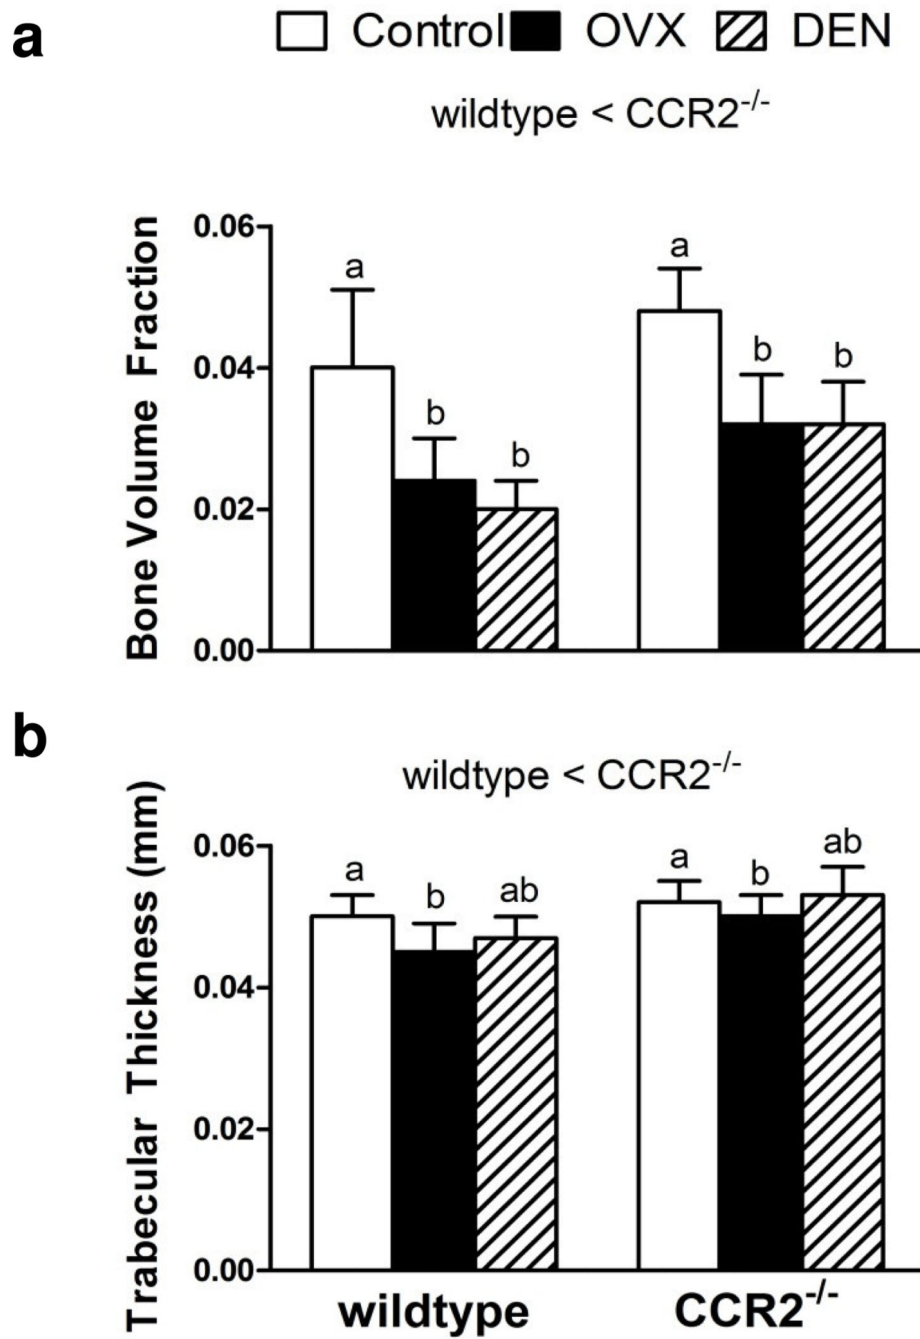 a
Control OVX DEN
wildtype < CCR2-/-
Bone Volume Fraction
0.06
0.04
0.02
0.00
a
b
b
a
b
b
b
wildtype < CCR2-/-
Trabecular Thickness (mm)
0.06
0.04
0.02
0.00
a
b
ab
a
b
ab
wildtype CCR2-/-